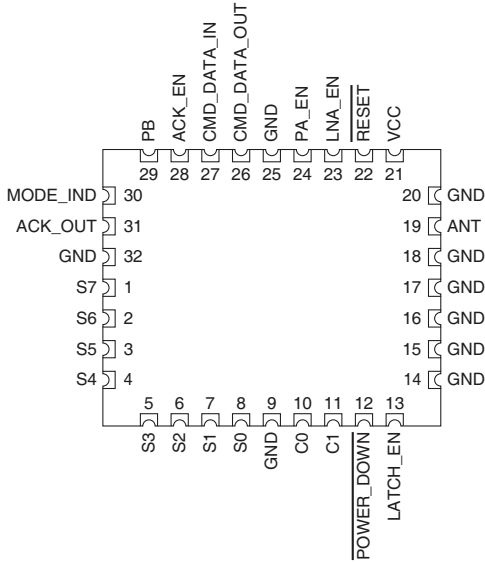 PB
ACK_EN
CMD_DATA_IN
CMD_DATA_OUT
GND
PA_EN
LNA_EN
RESET
VCC
29 28 27 26 25 24 23 22 21
MODE_IND 30
ACK_OUT 31
GND 32
S7 1
S6 2
S5 3
S4 4
20 GND
19 ANT
18 GND
17 GND
16 GND
15 GND
14 GND
5 6 7 8 9 10 11 12 13
S3
S2
S1
S0
GND
C0
C1
POWER_DOWN
LATCH_EN